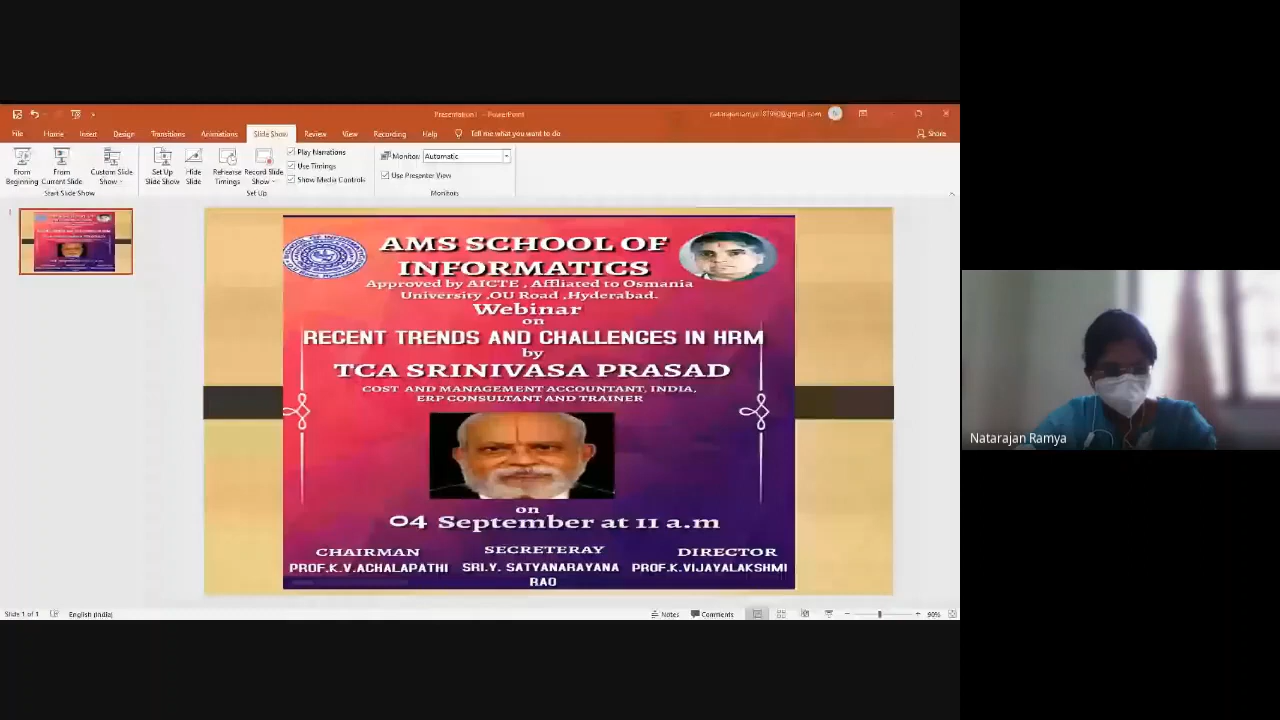 Presentation1 - PowerPoint
File Home Insert Design Transitions Animations Slide Show Review View Recording Help Tell me what you want to do Share
From Beginning
From Current Slide
Custom Slide Show
Set Up Slide Show
Hide Slide
Rehearse Timings
Record Slide Show
Play Narrations
Use Timings
Show Media Controls
Monitor: Automatic
Use Presenter View
Start Slide Show
Set Up
Monitors
1
AMS SCHOOL OF
INFORMATICS
Approved by AICTE , Affliated to Osmania
University ,OU Road ,Hyderabad.
Webinar
on
RECENT TRENDS AND CHALLENGES IN HRM
by
TCA SRINIVASA PRASAD
COST AND MANAGEMENT ACCOUNTANT, INDIA,
ERP CONSULTANT AND TRAINER
on
04 September at 11 a.m
CHAIRMAN
PROF.K.V.ACHALAPATHI
SECRETERAY
SRI.Y. SATYANARAYANA
RAO
DIRECTOR
PROF.K.VIJAYALAKSHMI
Natarajan Ramya
Slide 1 of 1 English (India) Notes Comments 90%